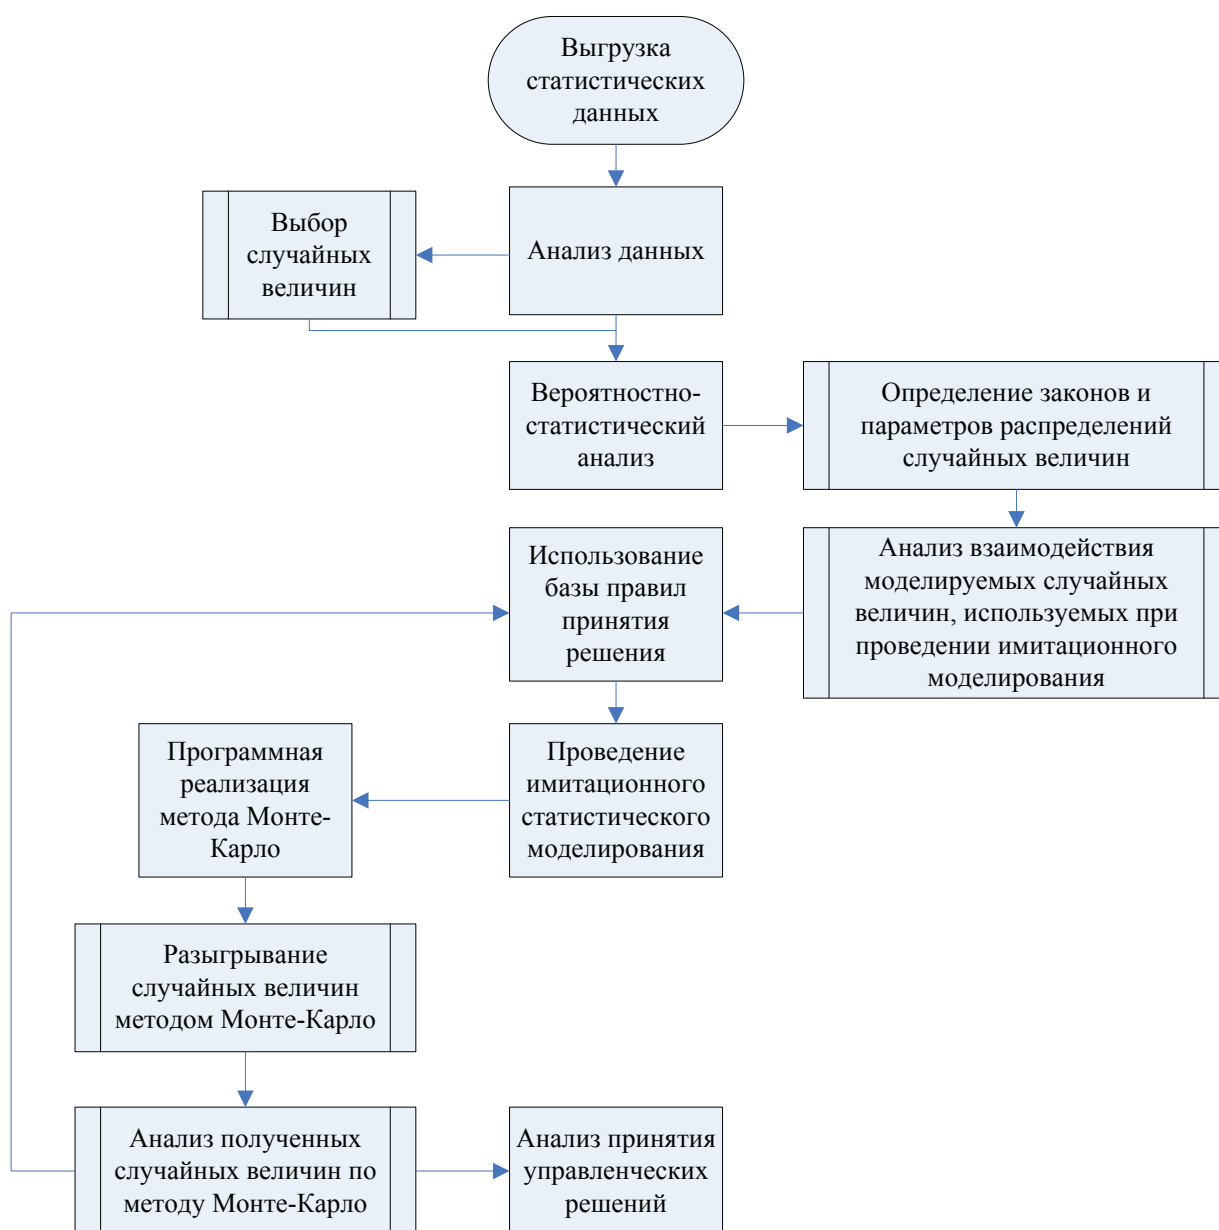 Выгрузка
статистических
данных
Выбор
случайных
величин
Анализ данных
Вероятностно-
статистический
анализ
Определение законов и
параметров распределений
случайных величин
Использование
базы правил
принятия
решения
Анализ взаимодействия
моделируемых случайных
величин, используемых при
проведении имитационного
моделирования
Программная
реализация
метода Монте-
Карло
Проведение
имитационного
статистического
моделирования
Разыгрывание
случайных величин
методом Монте-Карло
Анализ полученных
случайных величин по
методу Монте-Карло
Анализ принятия
управленческих
решений